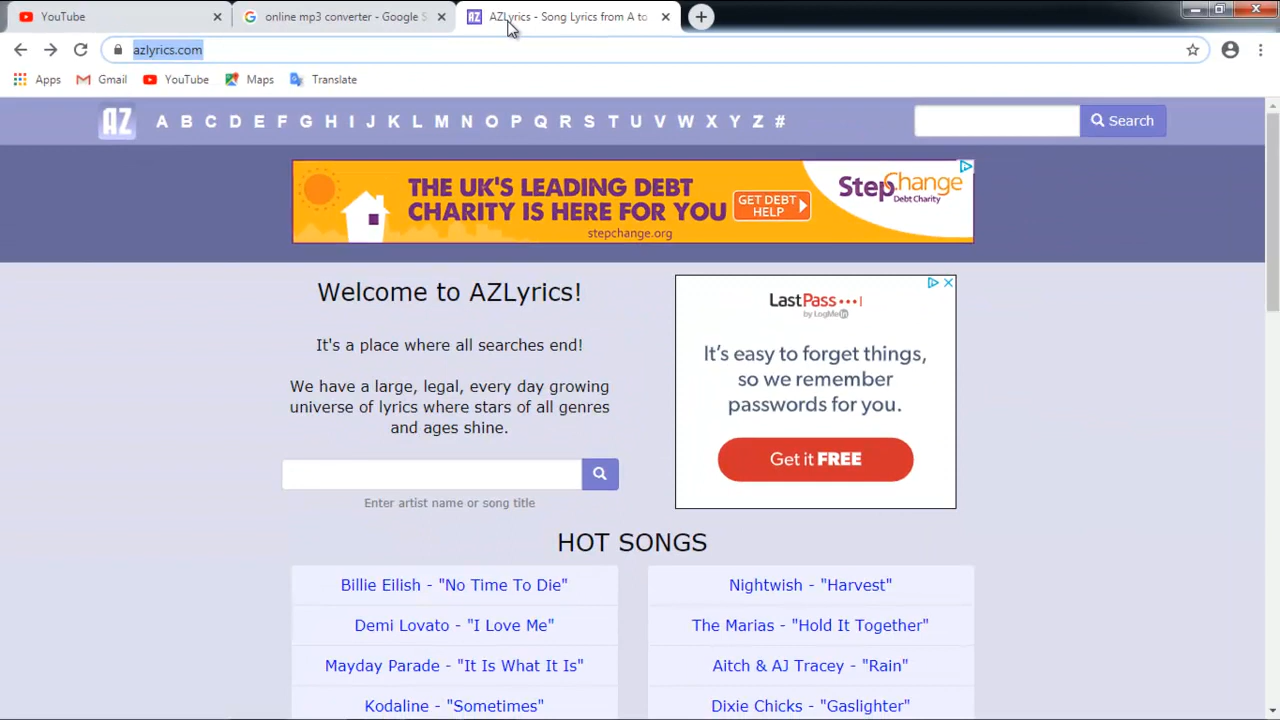 YouTube
online mp3 converter - Google S
AZLyrics - Song Lyrics from A to
azlyrics.com
Apps
Gmail
YouTube
Maps
Translate
AZ A B C D E F G H I J K L M N O P Q R S T U V W X Y Z #
Search
THE UK'S LEADING DEBT
CHARITY IS HERE FOR YOU
GET DEBT
HELP
StepChange
Debt Charity
stepchange.org
Welcome to AZLyrics!
It's a place where all searches end!
We have a large, legal, every day growing
universe of lyrics where stars of all genres
and ages shine.
Enter artist name or song title
LastPass
by LogMeIn
It's easy to forget things,
so we remember
passwords for you.
Get it FREE
HOT SONGS
Billie Eilish - "No Time To Die"
Demi Lovato - "I Love Me"
Mayday Parade - "It Is What It Is"
Kodaline - "Sometimes"
Nightwish - "Harvest"
The Marias - "Hold It Together"
Aitch & AJ Tracey - "Rain"
Dixie Chicks - "Gaslighter"